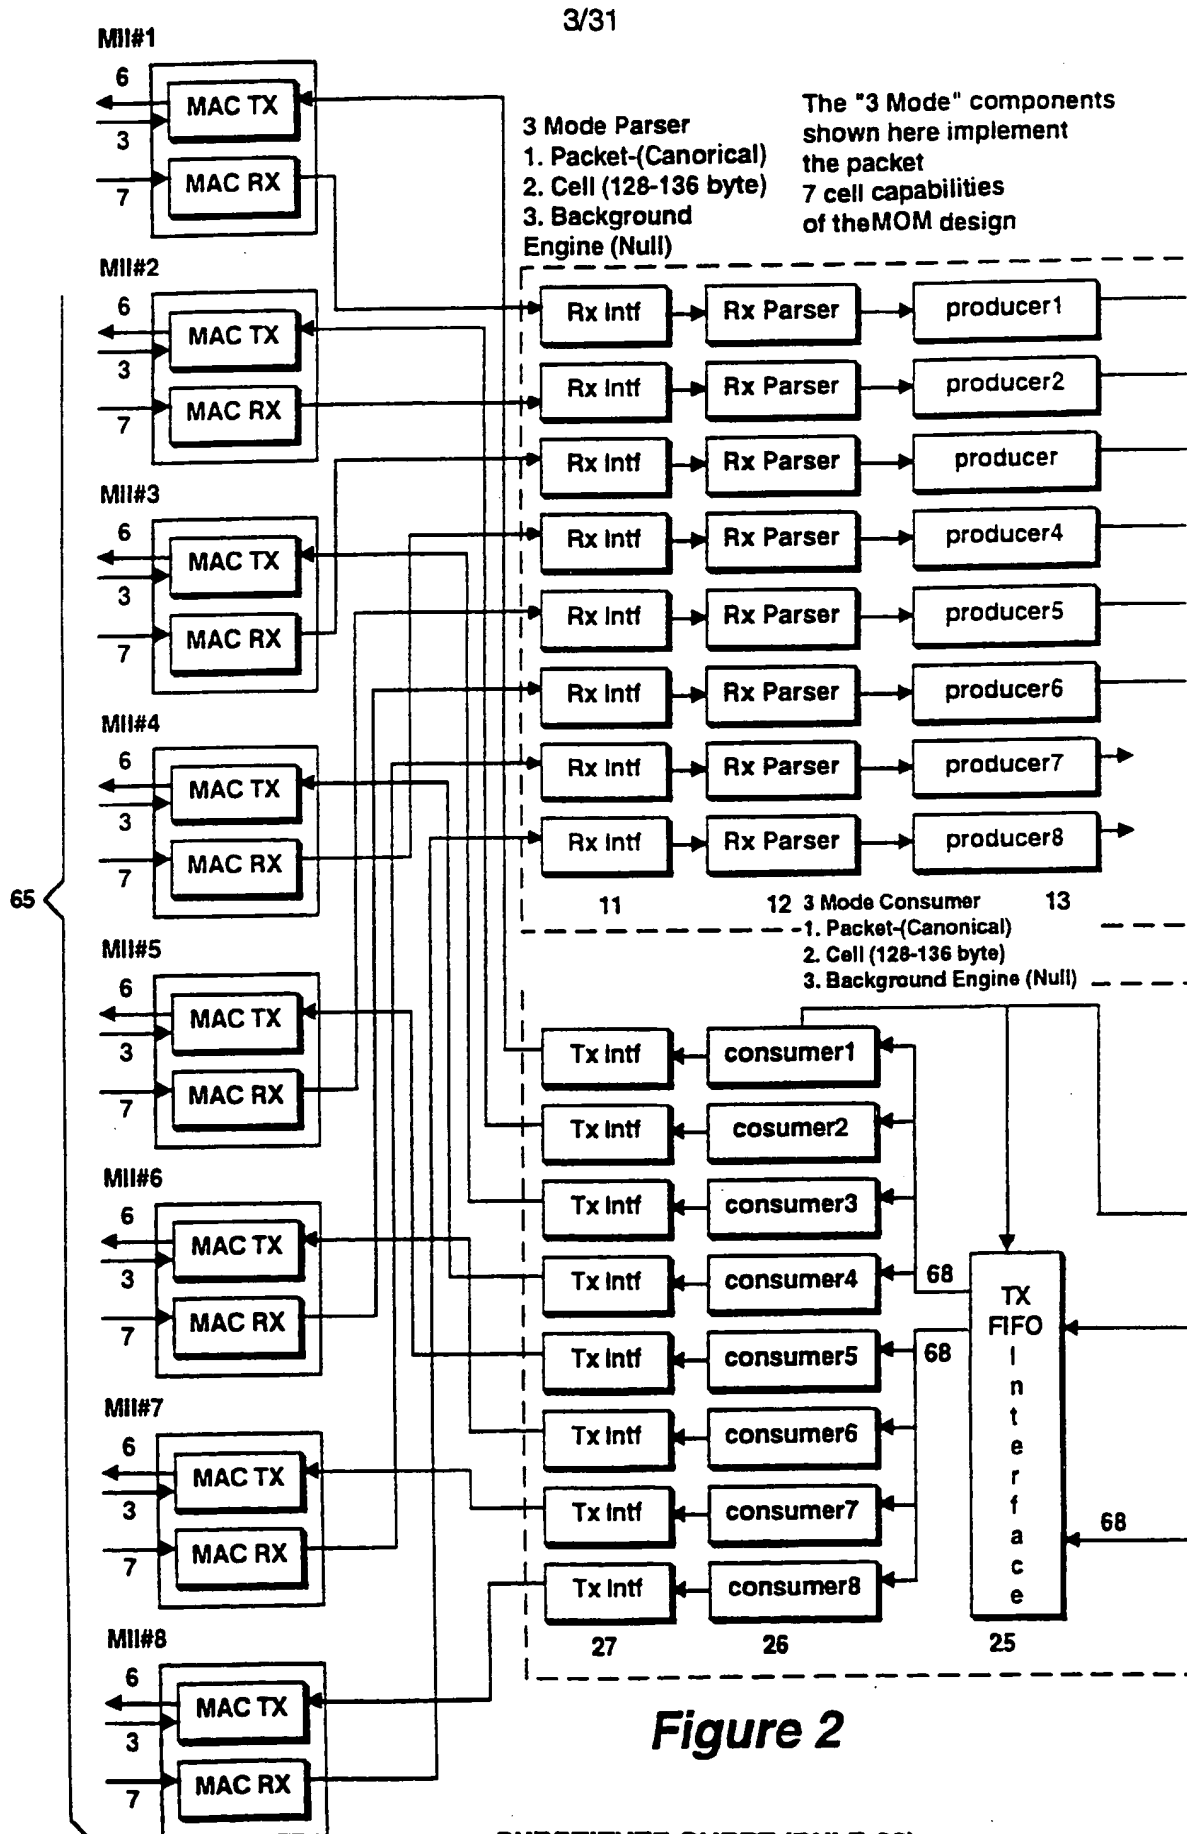 3/31
MII#1
6
MAC TX
3
MAC RX
7
3 Mode Parser
1. Packet-(Canorical)
2. Cell (128-136 byte)
3. Background
Engine (Null)
The "3 Mode" components
shown here implement
the packet
7 cell capabilities
of theMOM design
MII#2
6
MAC TX
3
MAC RX
7
MII#3
6
MAC TX
3
MAC RX
7
MII#4
6
MAC TX
3
MAC RX
7
65
MII#5
6
MAC TX
3
MAC RX
7
MII#6
6
MAC TX
3
MAC RX
7
MII#7
6
MAC TX
3
MAC RX
7
MII#8
6
MAC TX
3
MAC RX
7
Rx Intf Rx Parser producer1
Rx Intf Rx Parser producer2
Rx Intf Rx Parser producer
Rx Intf Rx Parser producer4
Rx Intf Rx Parser producer5
Rx Intf Rx Parser producer6
Rx Intf Rx Parser producer7
Rx Intf Rx Parser producer8
11 12 13
3 Mode Consumer
1. Packet-(Canonical)
2. Cell (128-136 byte)
3. Background Engine (Null)
Tx Intf consumer1
Tx Intf cosumer2
Tx Intf consumer3
Tx Intf consumer4 68
Tx Intf consumer5 68
Tx Intf consumer6
Tx Intf consumer7
Tx Intf consumer8
TX
FIFO
I
n
t
e
r
f
a
c
e
68
27 26 25
Figure 2